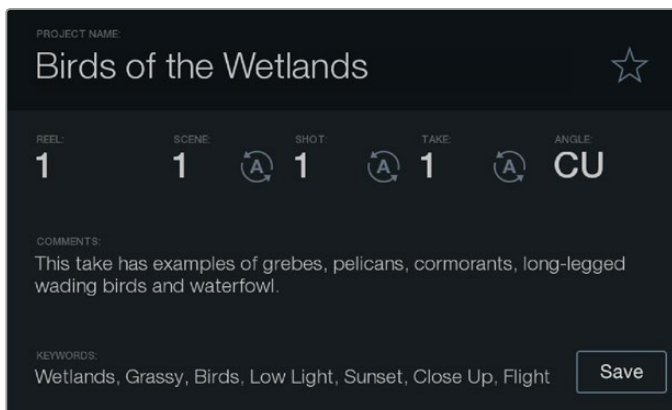 PROJECT NAME:
Birds of the Wetlands
REEL: SCENE: SHOT: TAKE: ANGLE:
1 1 A 1 A 1 A CU
COMMENTS:
This take has examples of grebes, pelicans, cormorants, long-legged
wading birds and waterfowl.
KEYWORDS:
Wetlands, Grassy, Birds, Low Light, Sunset, Close Up, Flight
Save